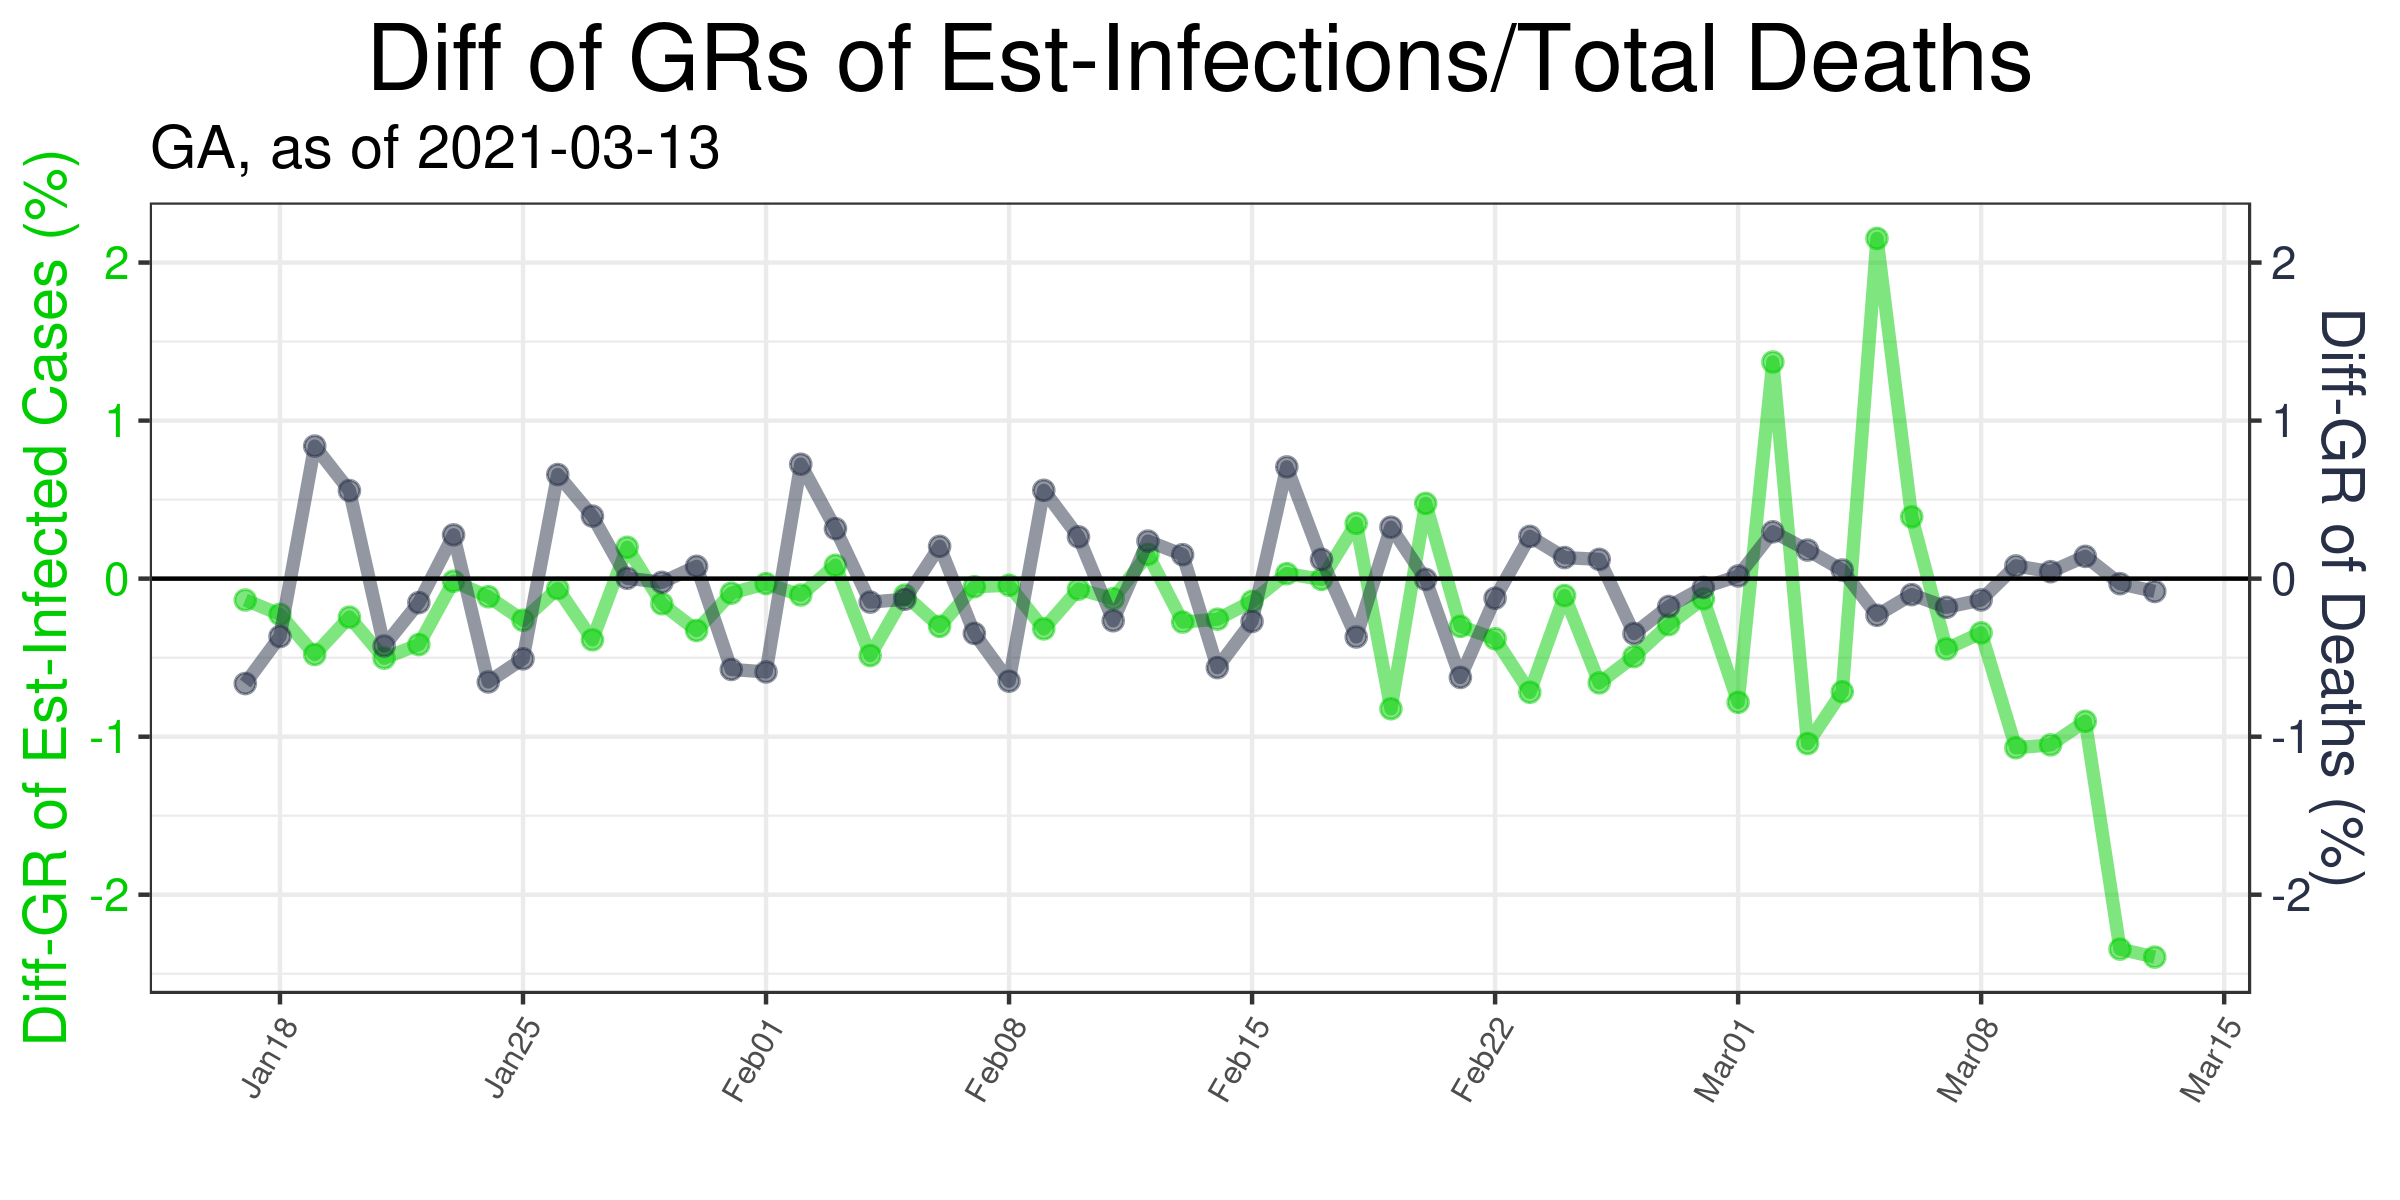 Diff of GRs of Est-Infections/Total Deaths
GA, as of 2021-03-13
Diff-GR of Est-Infected Cases (%)
2
1
0
-1
-2
2
1
0
-1
-2
Diff-GR of Deaths (%)
Jan18
Jan25
Feb01
Feb08
Feb15
Feb22
Mar01
Mar08
Mar15